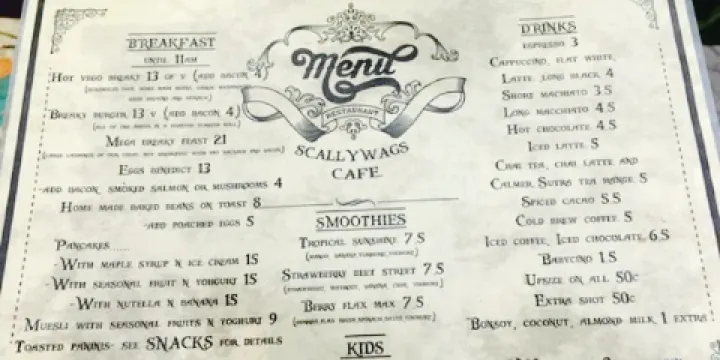 BREAKFAST
UNTIL 11AM
HOT VEGO BREAKY 13 GF V (ADD BACON 4)
BREAKY BURGER 13 V (ADD BACON 4)
MEGA BREAKY FEAST 21
EGGS BENEDICT 13
-ADD BACON, SMOKED SALMON OR MUSHROOMS 4
HOME MADE BAKED BEANS ON TOAST 8
-ADD POACHED EGGS 5
PANCAKES......
-WITH MAPLE SYRUP N ICE CREAM 15
-WITH SEASONAL FRUIT N YOGHURT 15
-WITH NUTELLA N BANANA 15
MUESLI WITH SEASONAL FRUITS N YOGHURT 9
TOASTED PANINIS- SEE SNACKS FOR DETAILS
Menu
RESTAURANT
SCALLYWAGS
CAFE
SMOOTHIES
TROPICAL SUNSHINE 7.5
STRAWBERRY BEET STREET 7.5
BERRY FLAX MAX 7.5
KIDS
DRINKS
ESPRESSO 3
CAPPUCINO, FLAT WHITE,
LATTE, LONG BLACK 4
SHORT MACHIATO 3.5
LONG MACCHIATO 4.5
HOT CHOCOLATE 4.5
ICED LATTE 5
CHAI TEA, CHAI LATTE AND
CALMER SUTRA TEA RANGE 5
SPICED CACAO 5.5
COLD BREW COFFEE 5
ICED COFFEE, ICED CHOCOLATE 6.5
BABYCINO 1.5
UPSIZE ON ALL 50C
EXTRA SHOT 50C
*BONSOY, COCONUT, ALMOND MILK 1 EXTRA!